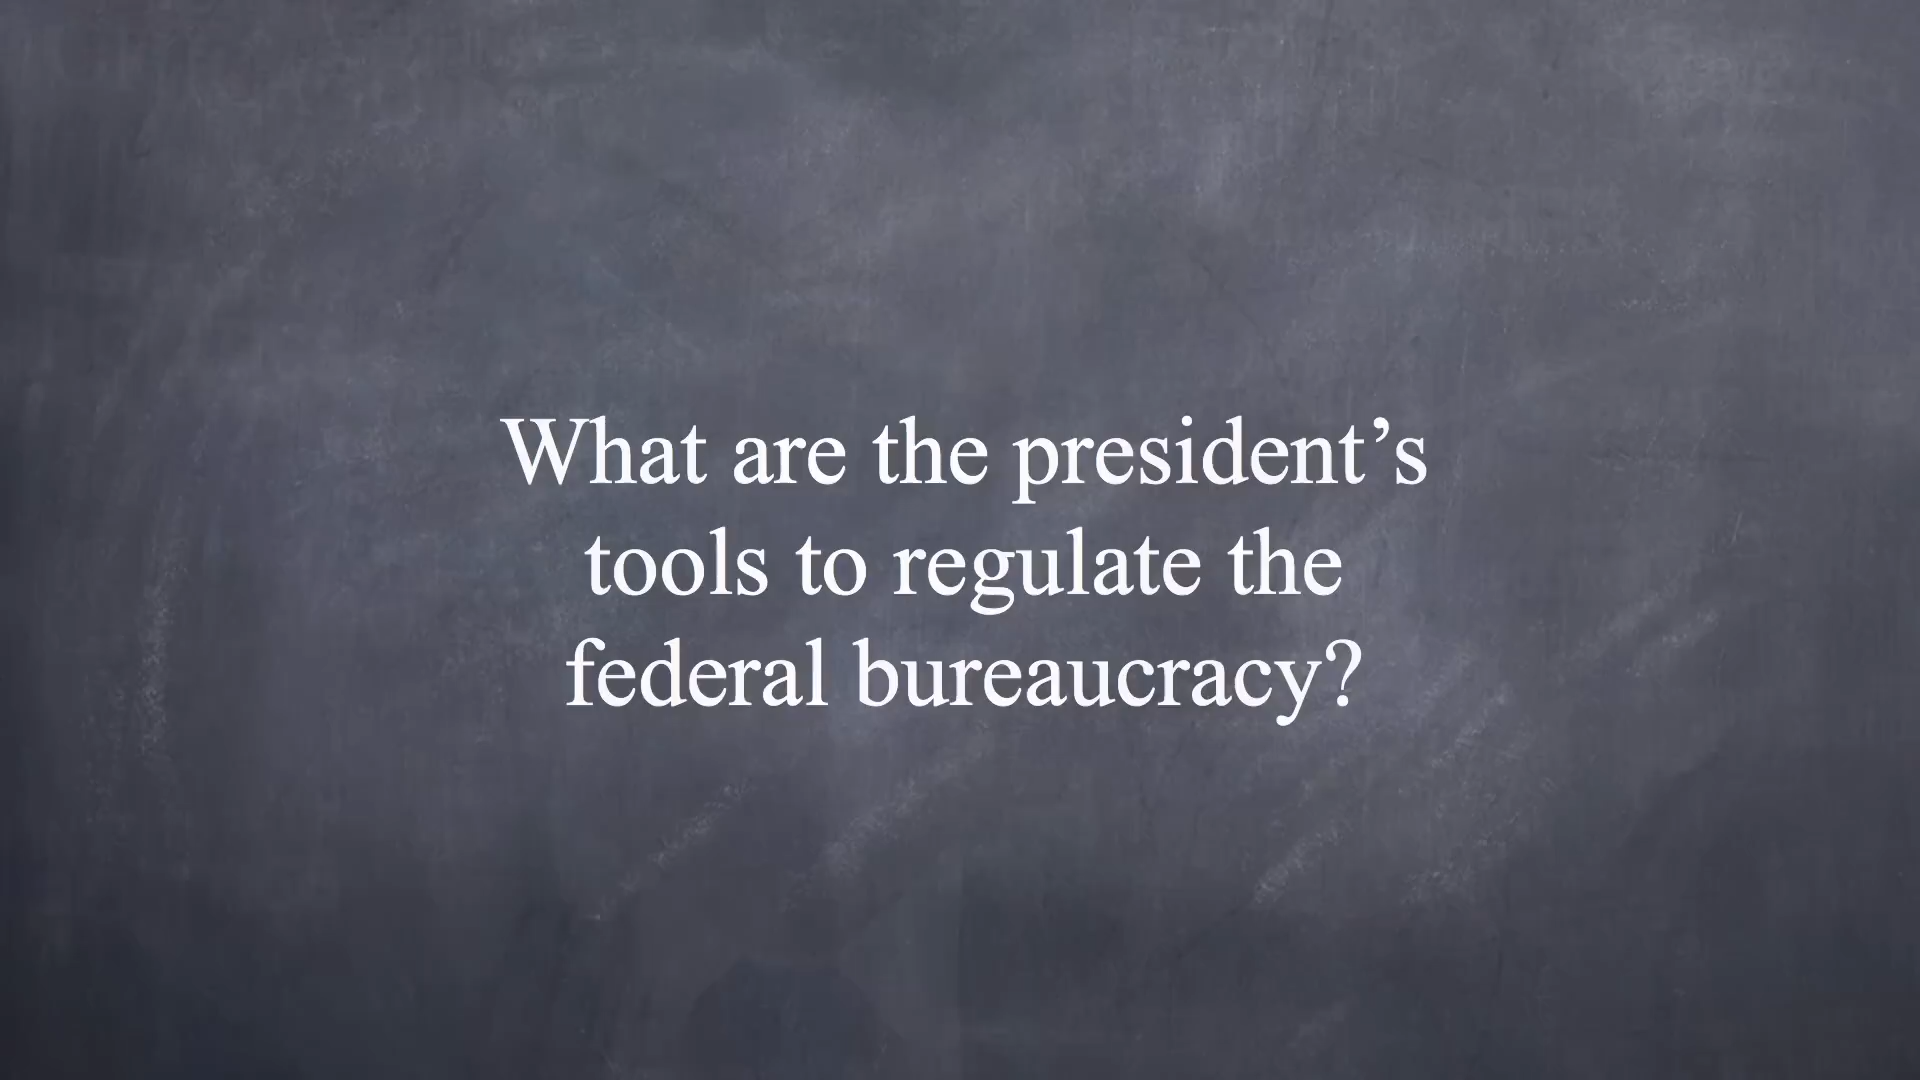 What are the president’s
tools to regulate the
federal bureaucracy?